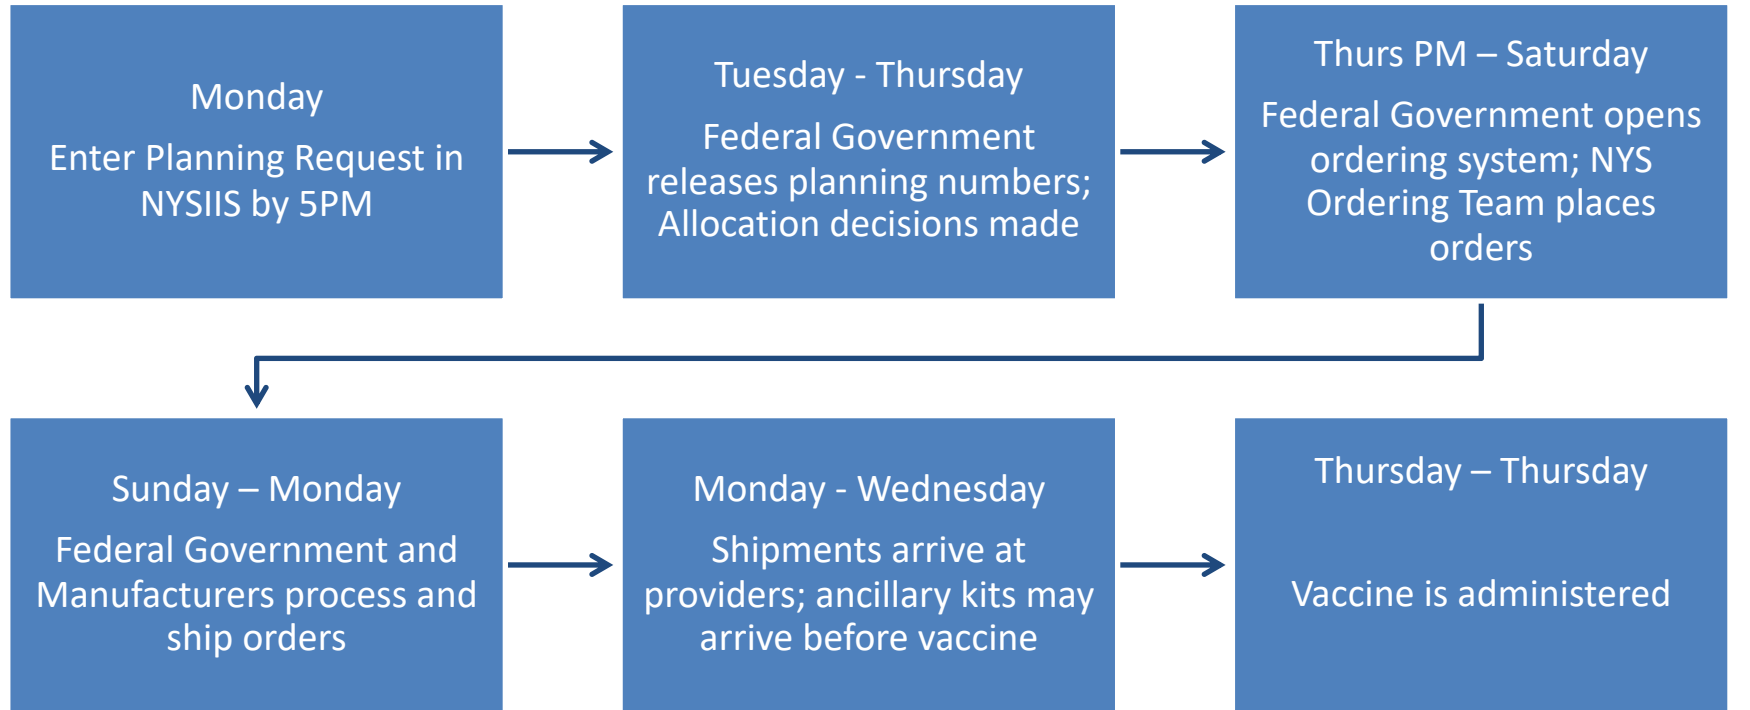 Monday
Enter Planning Request in
NYSIIS by 5PM
Tuesday - Thursday
Federal Government
releases planning numbers;
Allocation decisions made
Thurs PM – Saturday
Federal Government opens
ordering system; NYS
Ordering Team places
orders
Sunday – Monday
Federal Government and
Manufacturers process and
ship orders
Monday - Wednesday
Shipments arrive at
providers; ancillary kits may
arrive before vaccine
Thursday – Thursday
Vaccine is administered